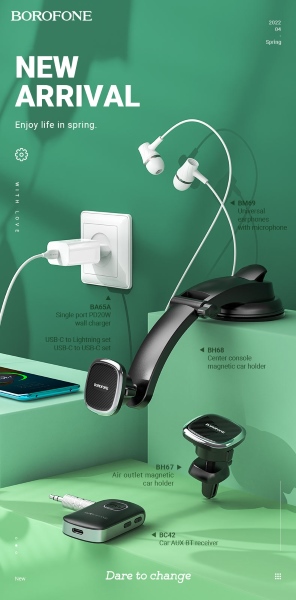 BOROFONE
2022
04
Spring
NEW
ARRIVAL
Enjoy life in spring.
WITH LOVE
Universal
earphones
with microphone
BA65A
Single port PD20W
wall charger
USB-C to Lightning set
USB-C to USB-C set
BH68
Center console
magnetic car holder
BOROFONE
BH67
Air outlet magnetic
car holder
BC42
Car AUX BT receiver
New
Dare to change